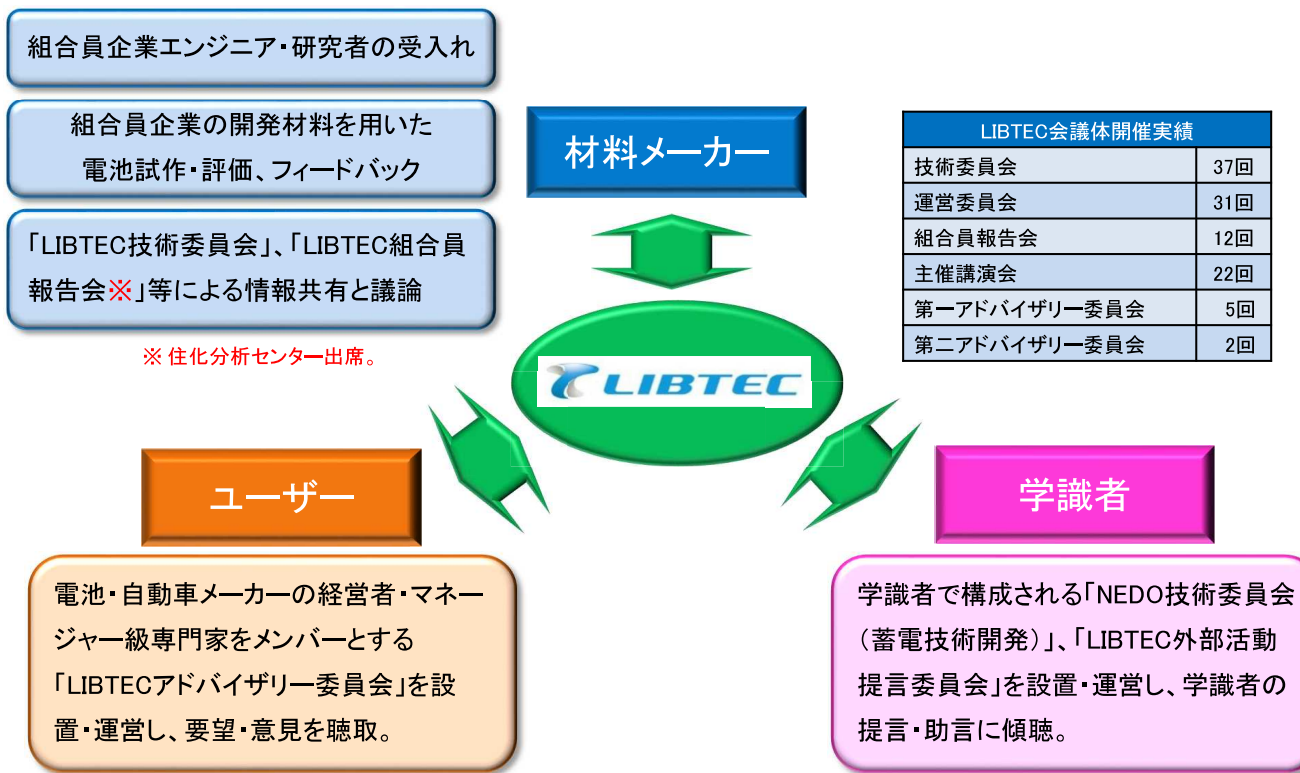 組合員企業エンジニア・研究者の受入れ
組合員企業の開発材料を用いた
電池試作・評価、フィードバック
「LIBTEC技術委員会」、「LIBTEC組合員
報告会※」等による情報共有と議論
※ 住化分析センター出席。
材料メーカー
LIBTEC会議体開催実績
技術委員会 37回
運営委員会 31回
組合員報告会 12回
主催講演会 22回
第一アドバイザリー委員会 5回
第二アドバイザリー委員会 2回
LIBTEC
ユーザー
電池・自動車メーカーの経営者・マネー
ジャー級専門家をメンバーとする
「LIBTECアドバイザリー委員会」を設
置・運営し、要望・意見を聴取。
学識者
学識者で構成される「NEDO技術委員会
（蓄電技術開発）」、「LIBTEC外部活動
提言委員会」を設置・運営し、学識者の
提言・助言に傾聴。